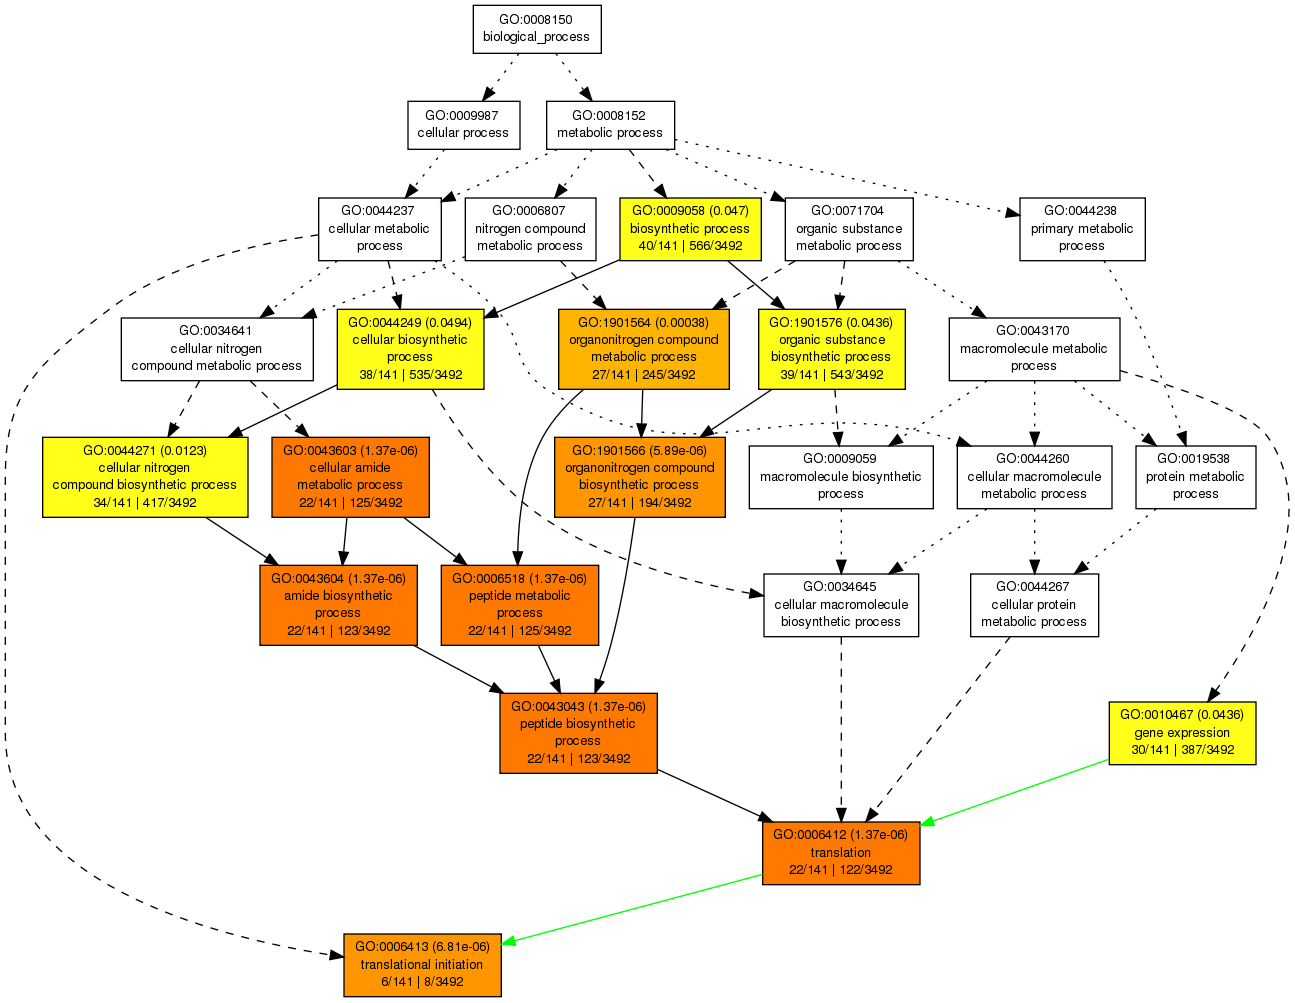 GO:0008150
biological_process
GO:0009987
cellular process
GO:0008152
metabolic process
GO:0044237
cellular metabolic
process
GO:0006807
nitrogen compound
metabolic process
GO:0009058 (0.047)
biosynthetic process
40/141 | 566/3492
GO:0071704
organic substance
metabolic process
GO:0044238
primary metabolic
process
GO:0034641
cellular nitrogen
compound metabolic process
GO:0044249 (0.0494)
cellular biosynthetic
process
38/141 | 535/3492
GO:1901564 (0.00038)
organonitrogen compound
metabolic process
27/141 | 245/3492
GO:1901576 (0.0436)
organic substance
biosynthetic process
39/141 | 543/3492
GO:0043170
macromolecule metabolic
process
GO:0044271 (0.0123)
cellular nitrogen
compound biosynthetic process
34/141 | 417/3492
GO:0043603 (1.37e-06)
cellular amide
metabolic process
22/141 | 125/3492
GO:1901566 (5.89e-06)
organonitrogen compound
biosynthetic process
27/141 | 194/3492
GO:0009059
macromolecule biosynthetic
process
GO:0044260
cellular macromolecule
metabolic process
GO:0019538
protein metabolic
process
GO:0043604 (1.37e-06)
amide biosynthetic
process
22/141 | 123/3492
GO:0006518 (1.37e-06)
peptide metabolic
process
22/141 | 125/3492
GO:0034645
cellular macromolecule
biosynthetic process
GO:0044267
cellular protein
metabolic process
GO:0043043 (1.37e-06)
peptide biosynthetic
process
22/141 | 123/3492
GO:0010467 (0.0436)
gene expression
30/141 | 387/3492
GO:0006412 (1.37e-06)
translation
22/141 | 122/3492
GO:0006413 (6.81e-06)
translational initiation
6/141 | 8/3492